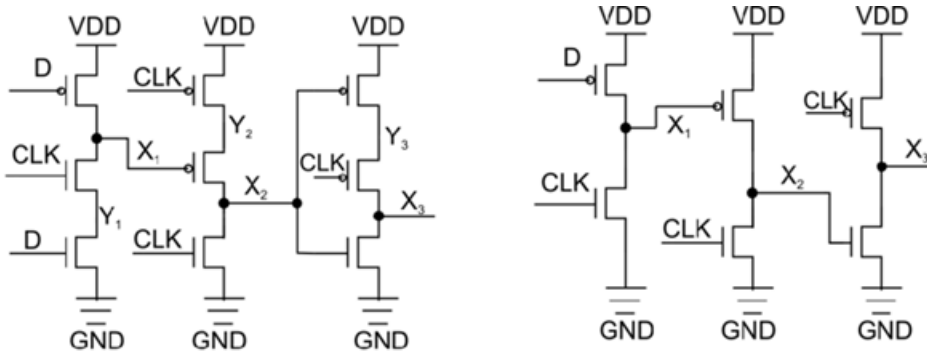 VDD VDD VDD
D CLK
Y₂ Y₃
CLK X₁ CLK
X₂ X₃
Y₁
D CLK
GND GND GND
VDD VDD VDD
D
CLK
X₁
X₃
CLK X₂
CLK
GND GND GND